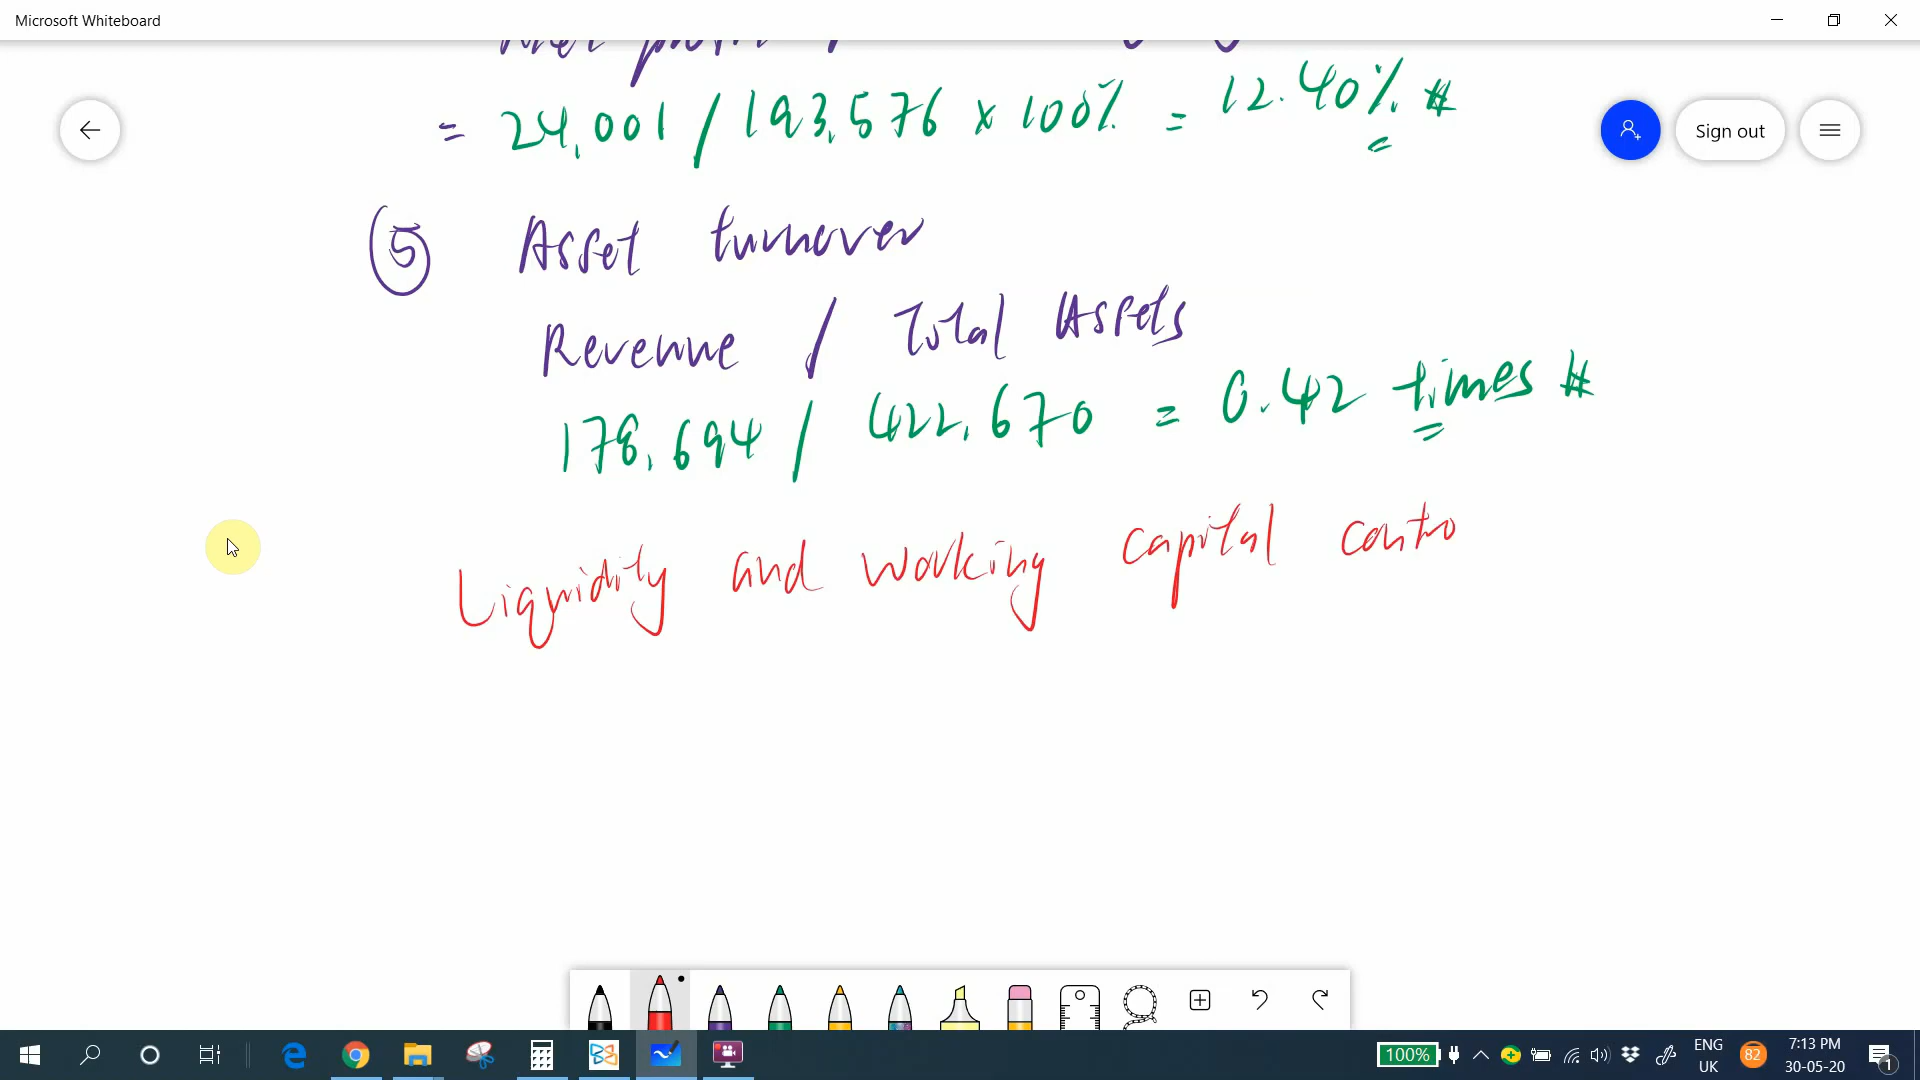 Microsoft Whiteboard
= 24,001 / 193,576 x 100% = 12.40% #
Sign out
5 Asset turnover
Revenue / Total Assets
178,694 / 422,670 = 0.42 times #
Liquidity and working capital contro
100%
ENG
UK
82
7:13 PM
30-05-20
1